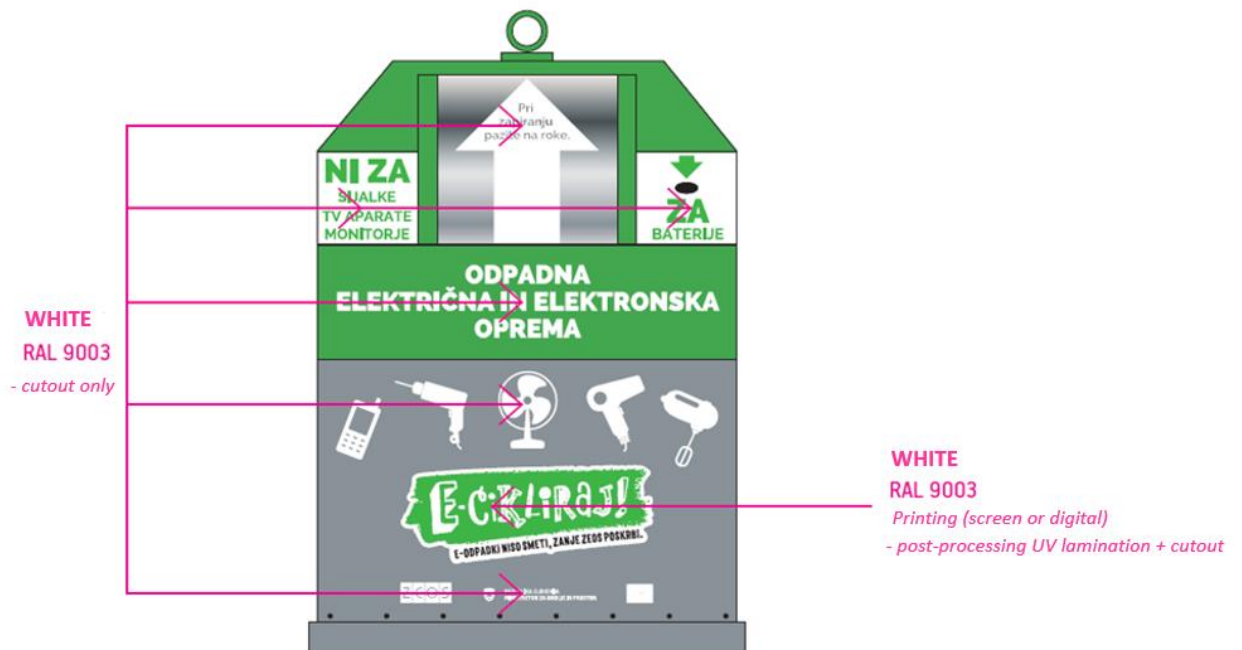 Pri
zapiranju
pazite na roke.
NI ZA
SIJALKE
TV APARATE
MONITORJE
ZA
BATERIJE
ODPADNA
ELEKTRIČNA IN ELEKTRONSKA
OPREMA
WHITE
RAL 9003
- cutout only
E-C·KLiRAJ!
E-ODPADKI NISO SMETI, ZANJE ZEOS POSKRBI.
WHITE
RAL 9003
Printing (screen or digital)
- post-processing UV lamination + cutout
ZEOS